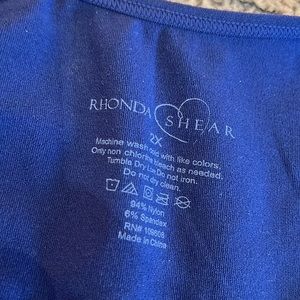 RHONDA SHEAR
2X
Machine wash cold with like colors.
Only non chlorine bleach as needed.
Tumble Dry Low Do not iron.
Do not dry clean.
94% Nylon
6% Spandex
RN#
Made in China